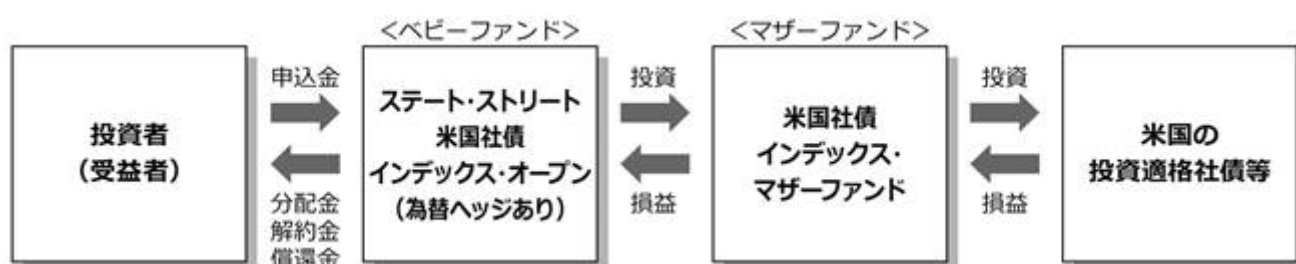 <ベビーファンド>
<マザーファンド>
投資者
(受益者)
申込金
分配金
解約金
償還金
ステート・ストリート
米国社債
インデックス・オープン
(為替ヘッジあり)
投資
損益
米国社債
インデックス・
マザーファンド
投資
損益
米国の
投資適格社債等